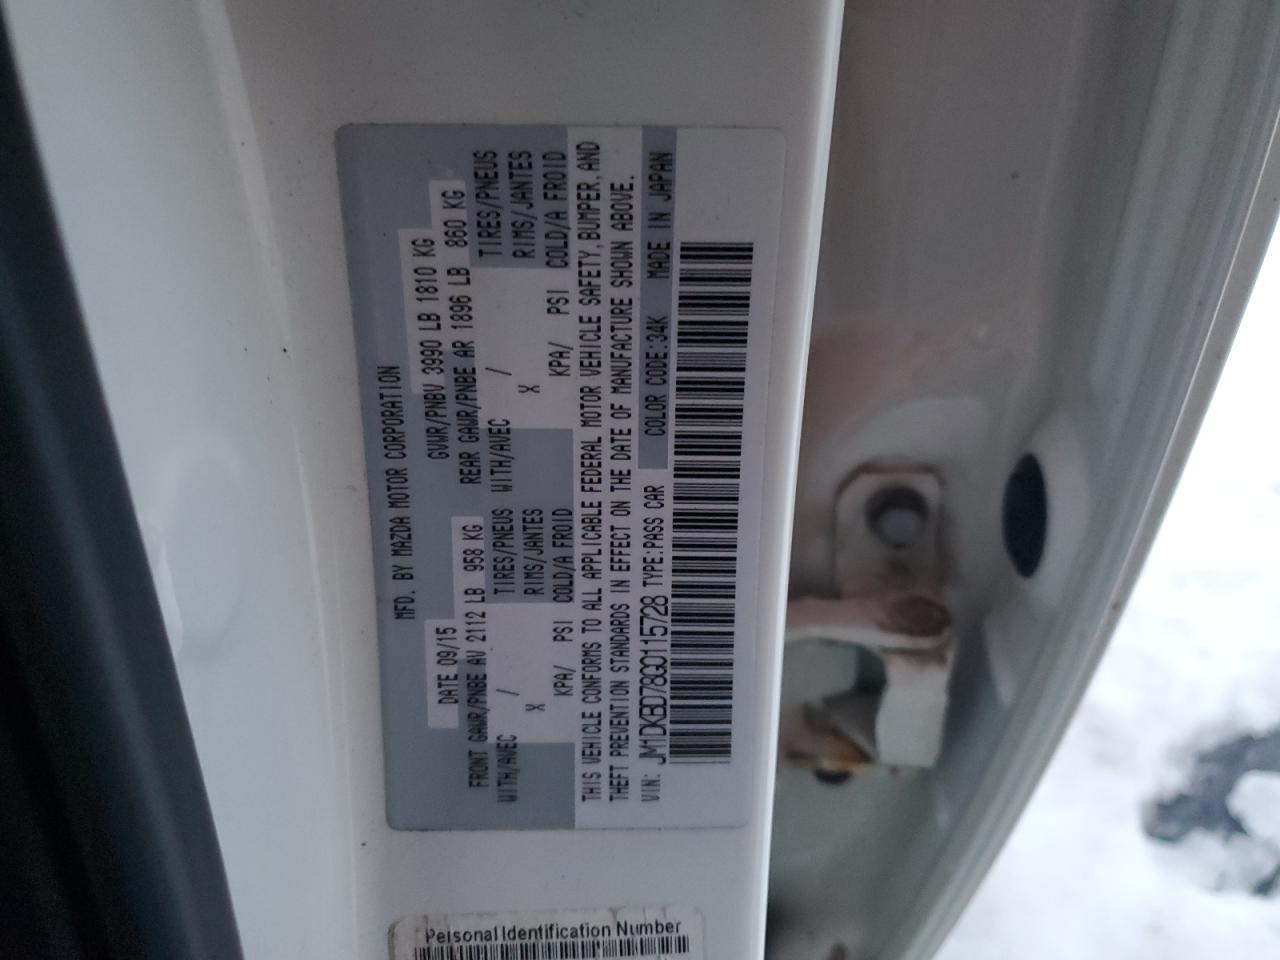 MFD. BY MAZDA MOTOR CORPORATION
DATE 09/15 GVWR/PNBV 3990 LB 1810 KG
FRONT GAWR/PNBE AV 2112 LB 958 KG REAR GAWR/PNBE AR 1896 LB 860 KG
WITH/AVEC / TIRES/PNEUS WITH/AVEC / TIRES/PNEUS
X RIMS/JANTES X RIMS/JANTES
KPA/ PSI COLD/A FROID KPA/ PSI COLD/A FROID
THIS VEHICLE CONFORMS TO ALL APPLICABLE FEDERAL MOTOR VEHICLE SAFETY, BUMPER, AND
THEFT PREVENTION STANDARDS IN EFFECT ON THE DATE OF MANUFACTURE SHOWN ABOVE.
VIN: JM1DKBD78G0115728 TYPE:PASS CAR COLOR CODE:34K MADE IN JAPAN
Personal Identification Number